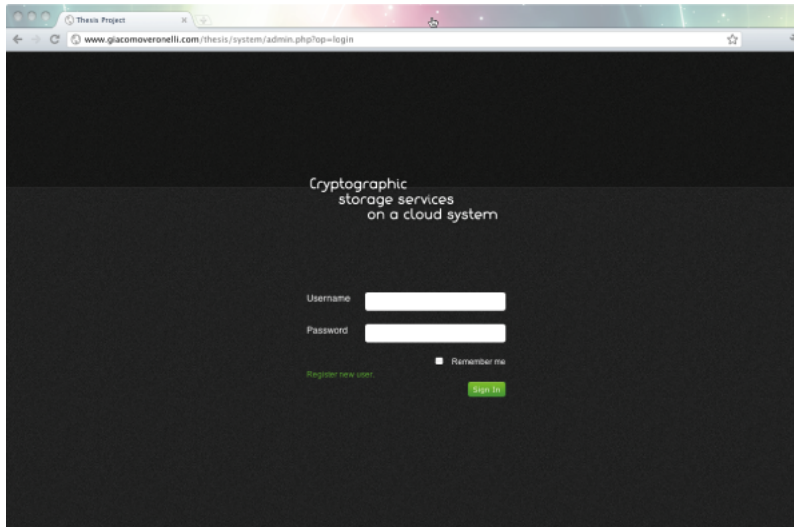 Thesis Project
www.giacomoveronelli.com/thesis/system/admin.php?op=login
Cryptographic
storage services
on a cloud system
Username
Password
Remember me
Register new user.
Sign In